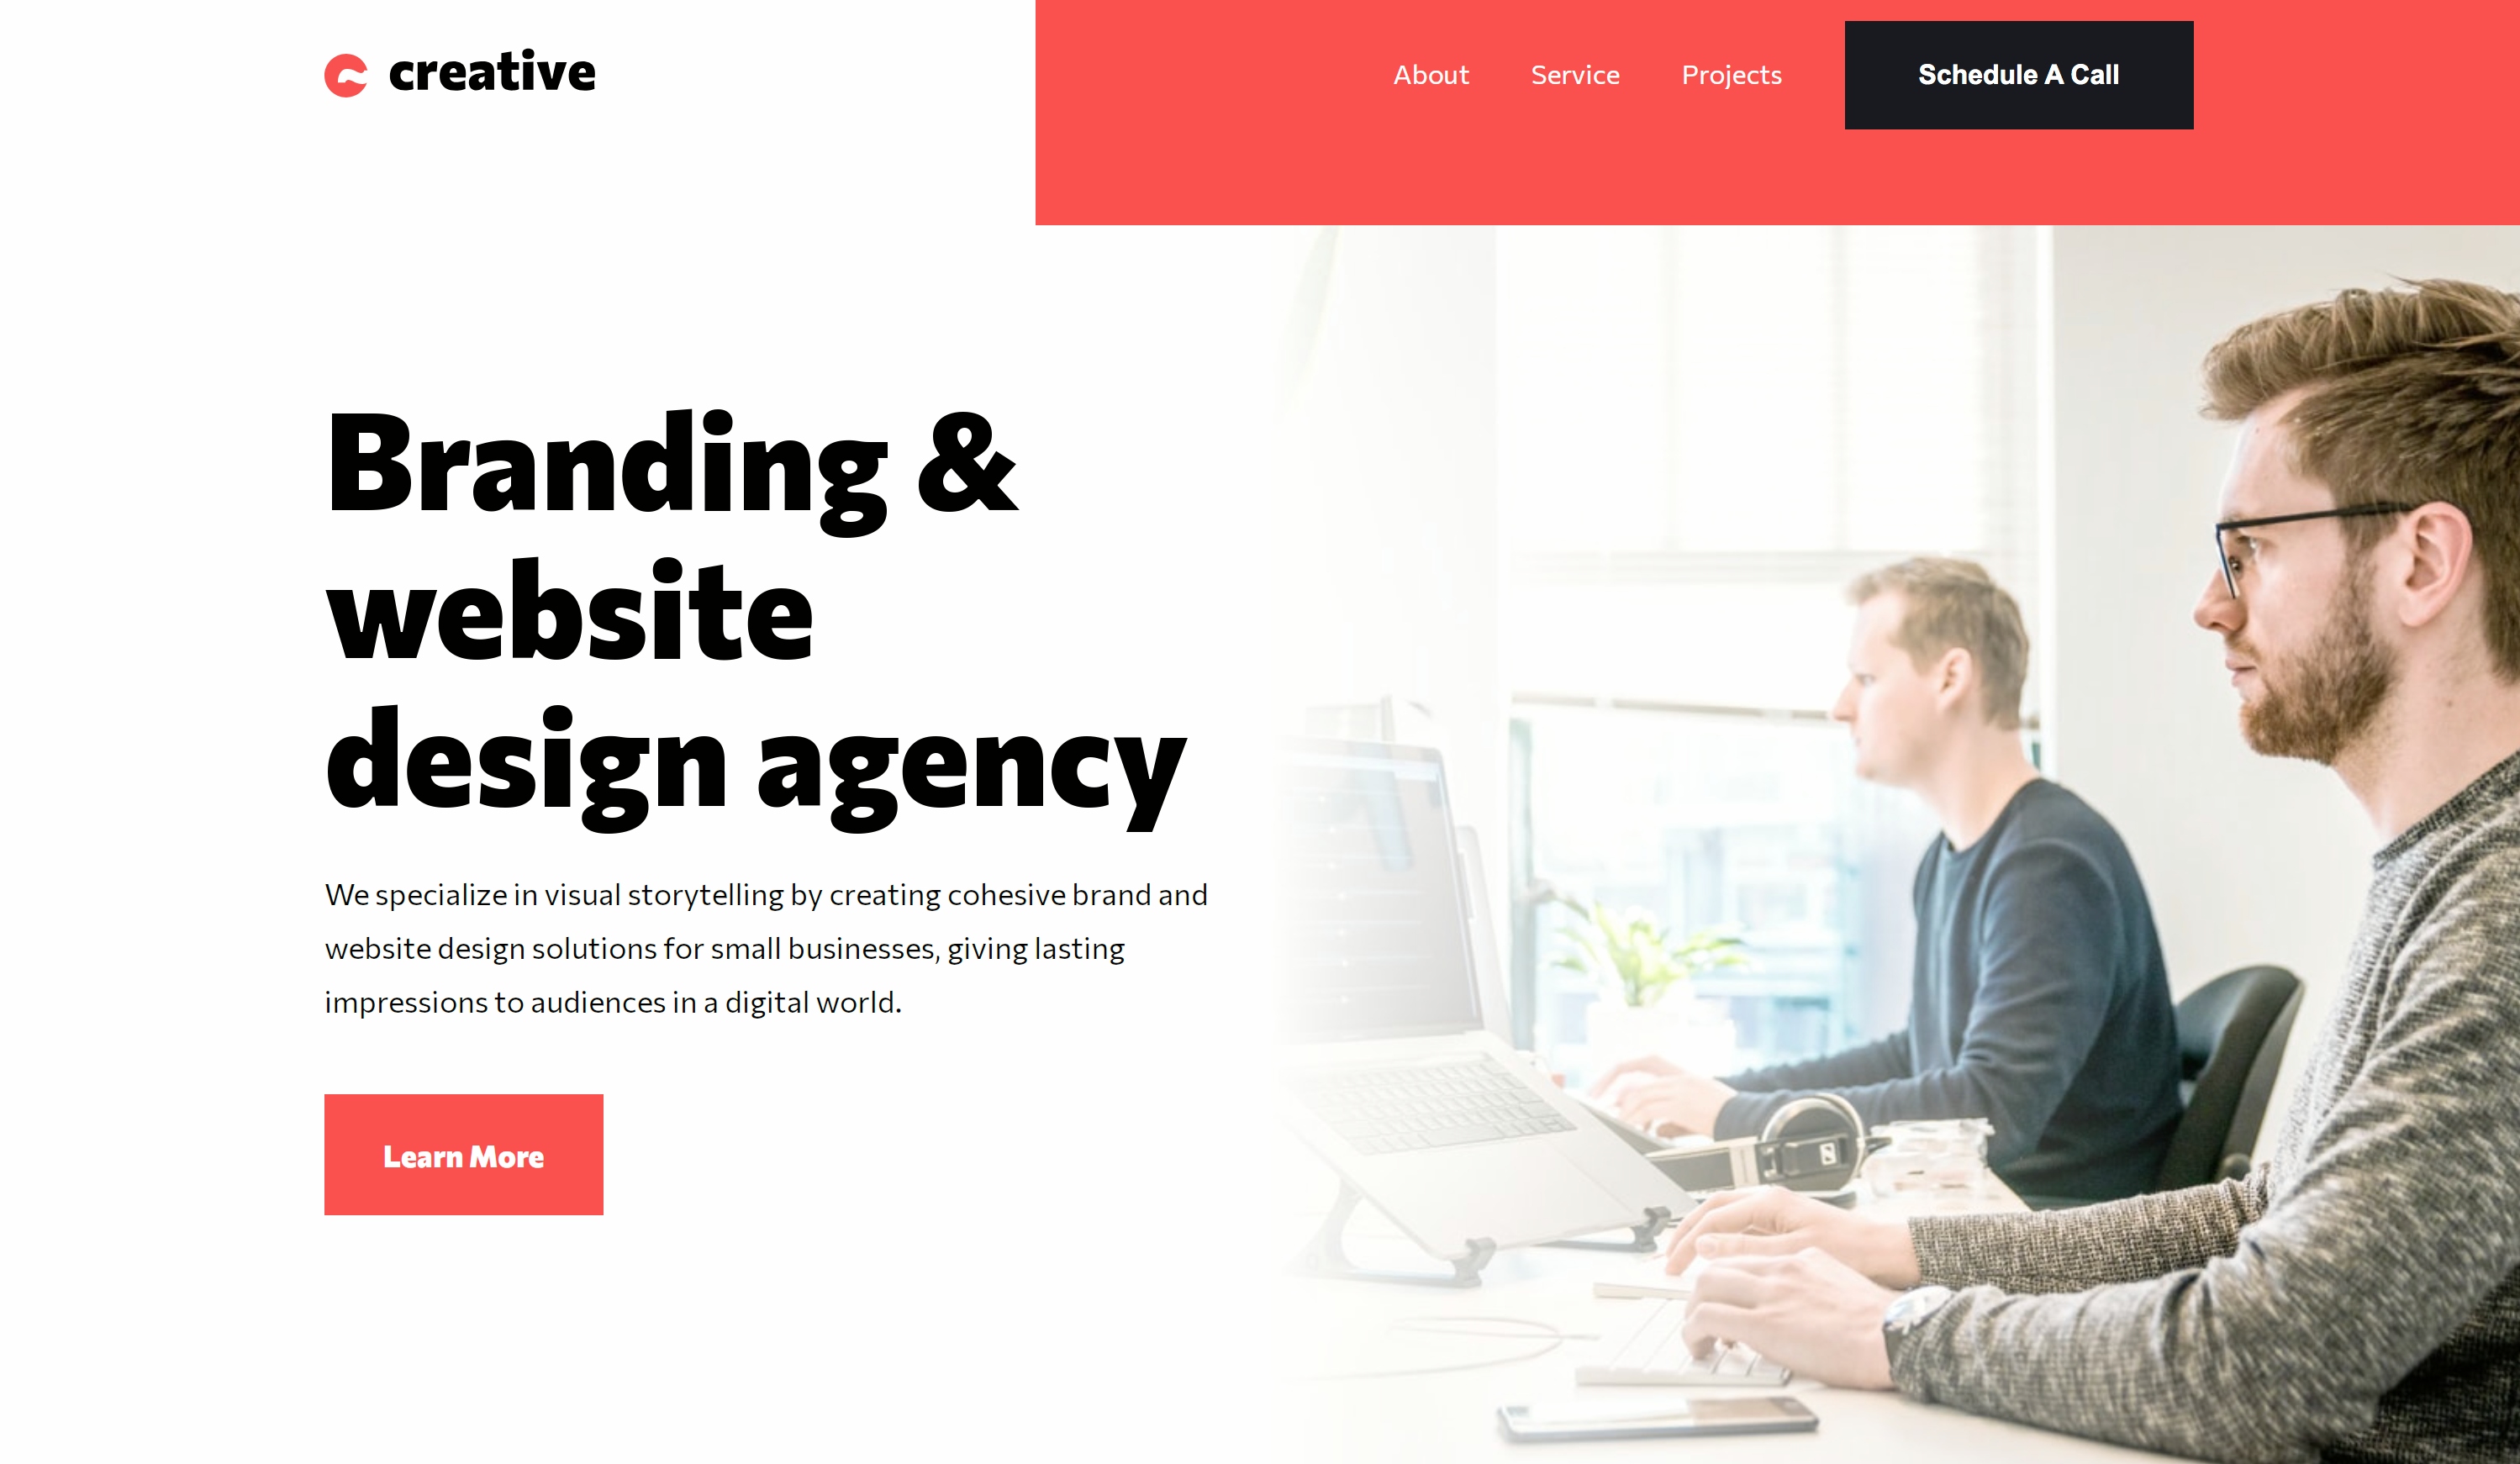 creative
About
Service
Projects
Schedule A Call
Branding &
website
design agency
We specialize in visual storytelling by creating cohesive brand and
website design solutions for small businesses, giving lasting
impressions to audiences in a digital world.
Learn More